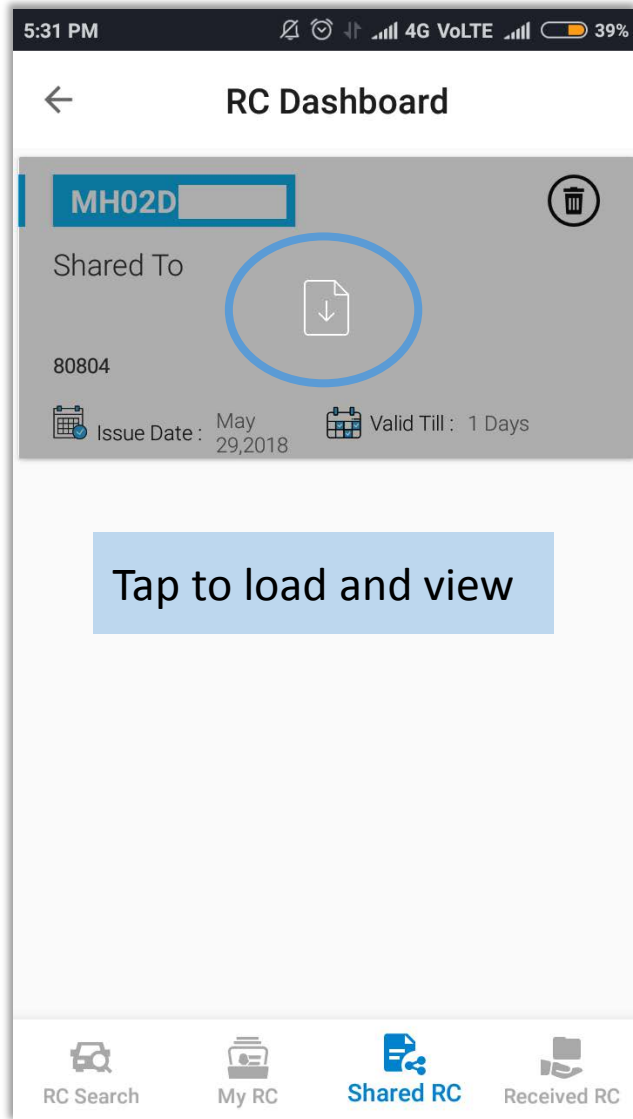 5:31 PM 4G VoLTE 39%
RC Dashboard
MH02D
Shared To
80804
Issue Date : May 29,2018 Valid Till : 1 Days
Tap to load and view
RC Search My RC Shared RC Received RC